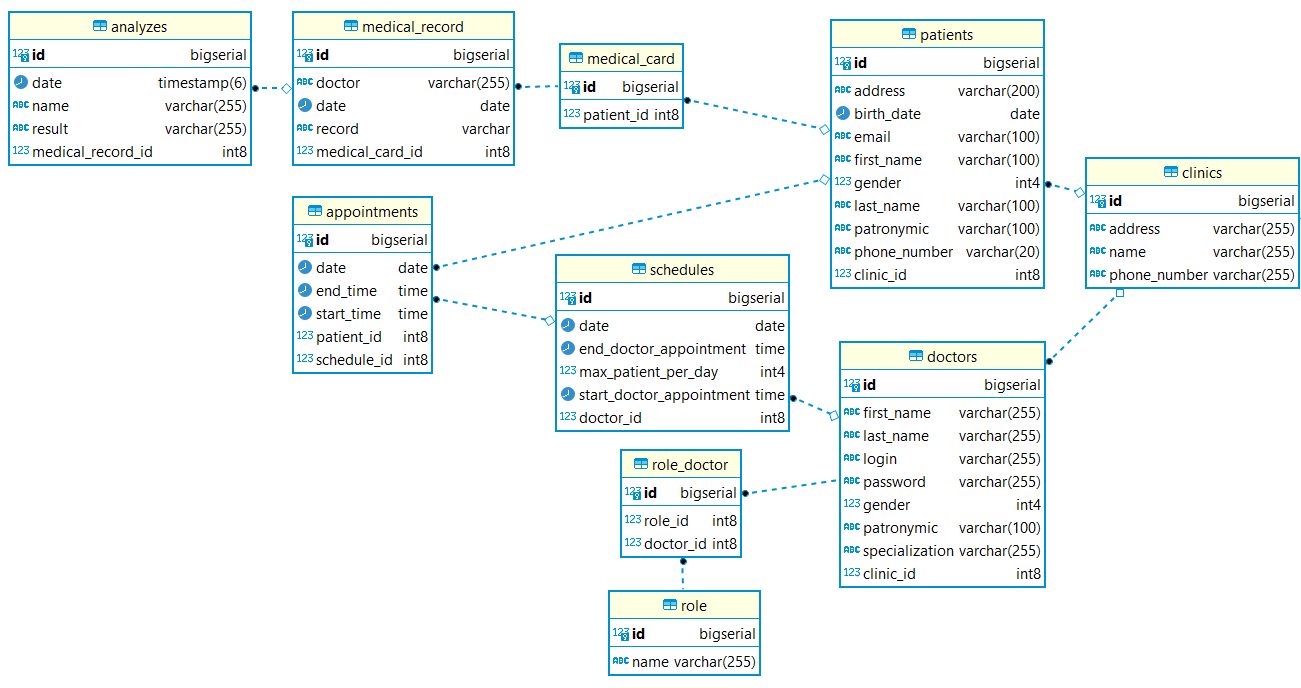 analyzes
id bigserial
date timestamp(6)
name varchar(255)
result varchar(255)
medical_record_id int8
medical_record
id bigserial
doctor varchar(255)
date date
record varchar
medical_card_id int8
medical_card
id bigserial
patient_id int8
patients
id bigserial
address varchar(200)
birth_date date
email varchar(100)
first_name varchar(100)
gender int4
last_name varchar(100)
patronymic varchar(100)
phone_number varchar(20)
clinic_id int8
clinics
id bigserial
address varchar(255)
name varchar(255)
phone_number varchar(255)
appointments
id bigserial
date date
end_time time
start_time time
patient_id int8
schedule_id int8
schedules
id bigserial
date date
end_doctor_appointment time
max_patient_per_day int4
start_doctor_appointment time
doctor_id int8
doctors
id bigserial
first_name varchar(255)
last_name varchar(255)
login varchar(255)
password varchar(255)
gender int4
patronymic varchar(100)
specialization varchar(255)
clinic_id int8
role_doctor
id bigserial
role_id int8
doctor_id int8
role
id bigserial
name varchar(255)